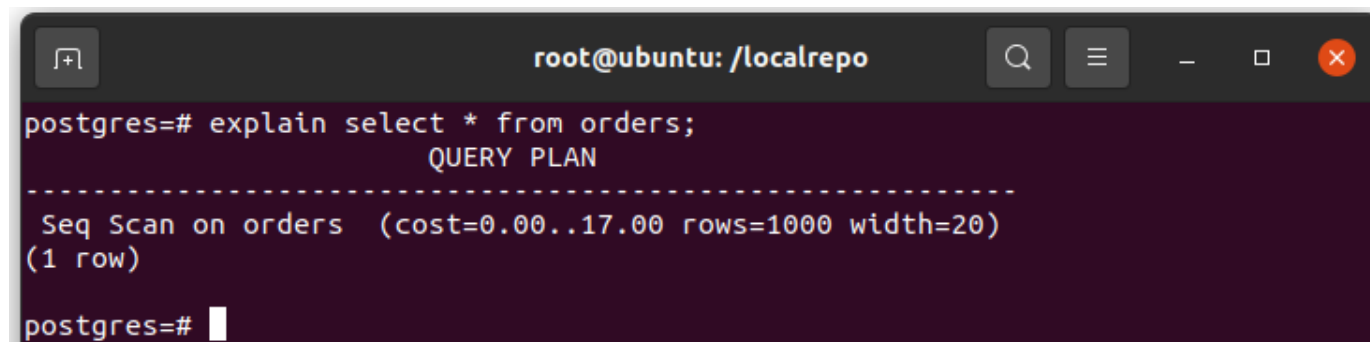 root@ubuntu: /localrepo
postgres=# explain select * from orders;
QUERY PLAN
------------------------------------------------------------
Seq Scan on orders  (cost=0.00..17.00 rows=1000 width=20)
(1 row)
postgres=#